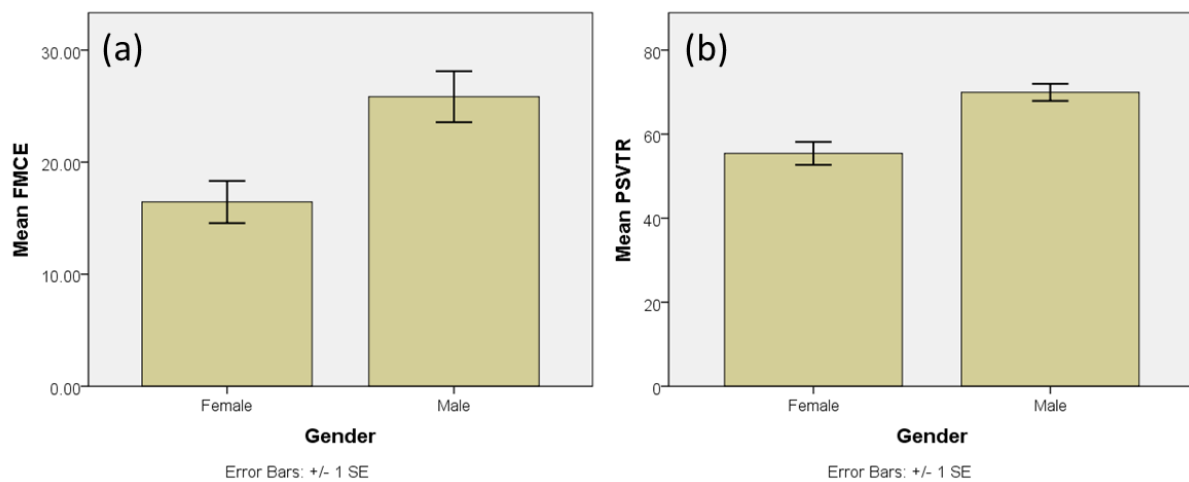 (a)
Mean FMCE
30.00
20.00
10.00
0.00
Female
Male
Gender
Error Bars: +/- 1 SE
(b)
Mean PSVTR
80
60
40
20
0
Female
Male
Gender
Error Bars: +/- 1 SE